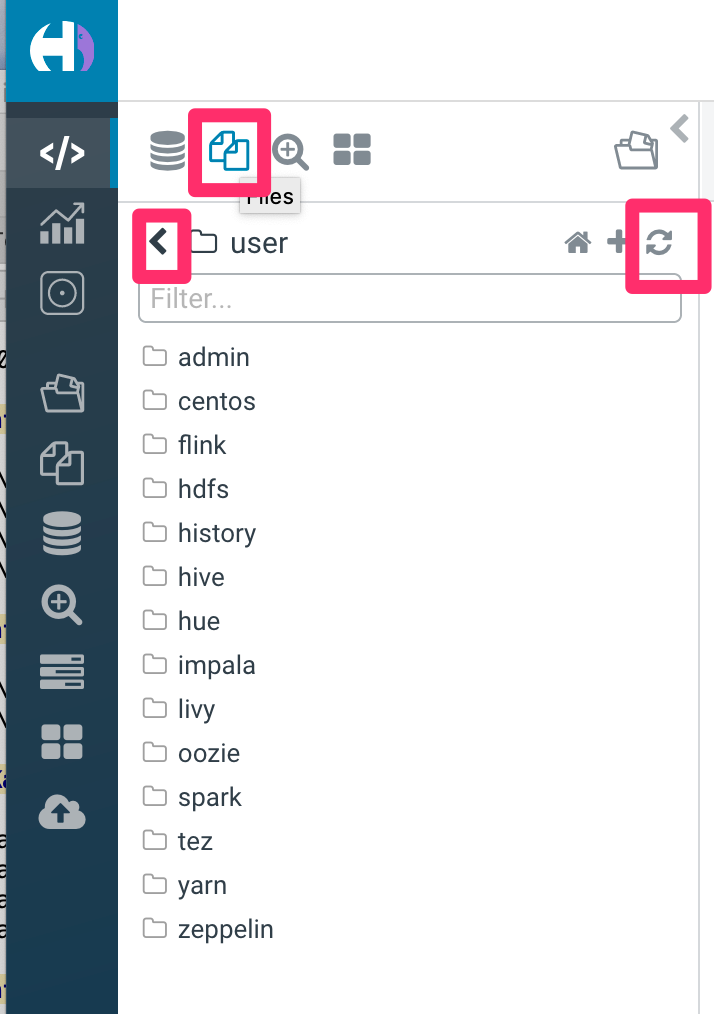 Files
user
Filter...
admin
centos
flink
hdfs
history
hive
hue
impala
livy
oozie
spark
tez
yarn
zeppelin